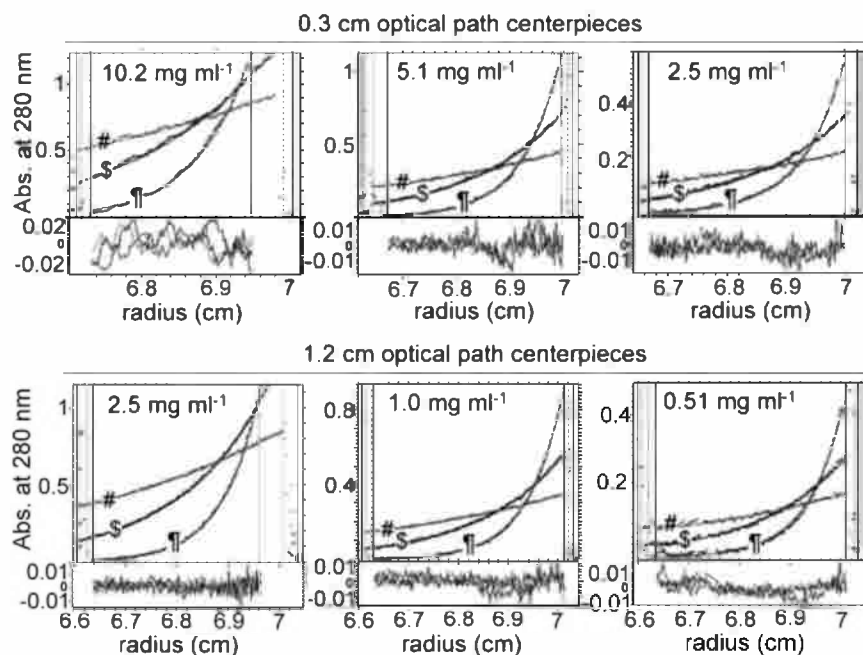 0.3 cm optical path centerpieces
Abs. at 280 nm
10.2 mg ml-1
5.1 mg ml-1
2.5 mg ml-1
1
1
0.4
0.5
0.5
0.2
# $ ¶
# $ ¶
# $ ¶
0.02
0
-0.02
0.01
0
-0.01
0.01
0
-0.01
6.8 6.9 7
6.7 6.8 6.9 7
6.7 6.8 6.9 7
radius (cm)
radius (cm)
radius (cm)
1.2 cm optical path centerpieces
Abs. at 280 nm
2.5 mg ml-1
1.0 mg ml-1
0.51 mg ml-1
1
0.8
0.4
0.5
0.4
0.2
# $ ¶
# $ ¶
# $ ¶
0.01
0
-0.01
0.01
0
-0.01
0.01
0
-0.01
6.6 6.7 6.8 6.9 7
6.6 6.7 6.8 6.9 7
6.6 6.7 6.8 6.9 7
radius (cm)
radius (cm)
radius (cm)